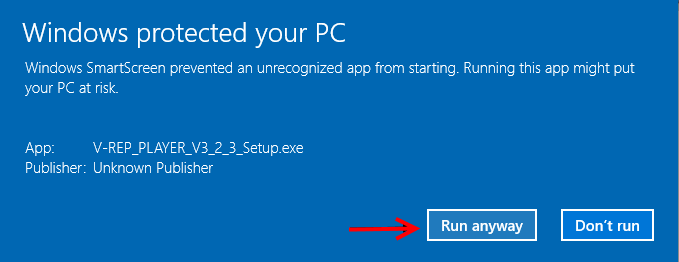 Windows protected your PC
Windows SmartScreen prevented an unrecognized app from starting. Running this app might put
your PC at risk.
App: V-REP_PLAYER_V3_2_3_Setup.exe
Publisher: Unknown Publisher
Run anyway Don't run